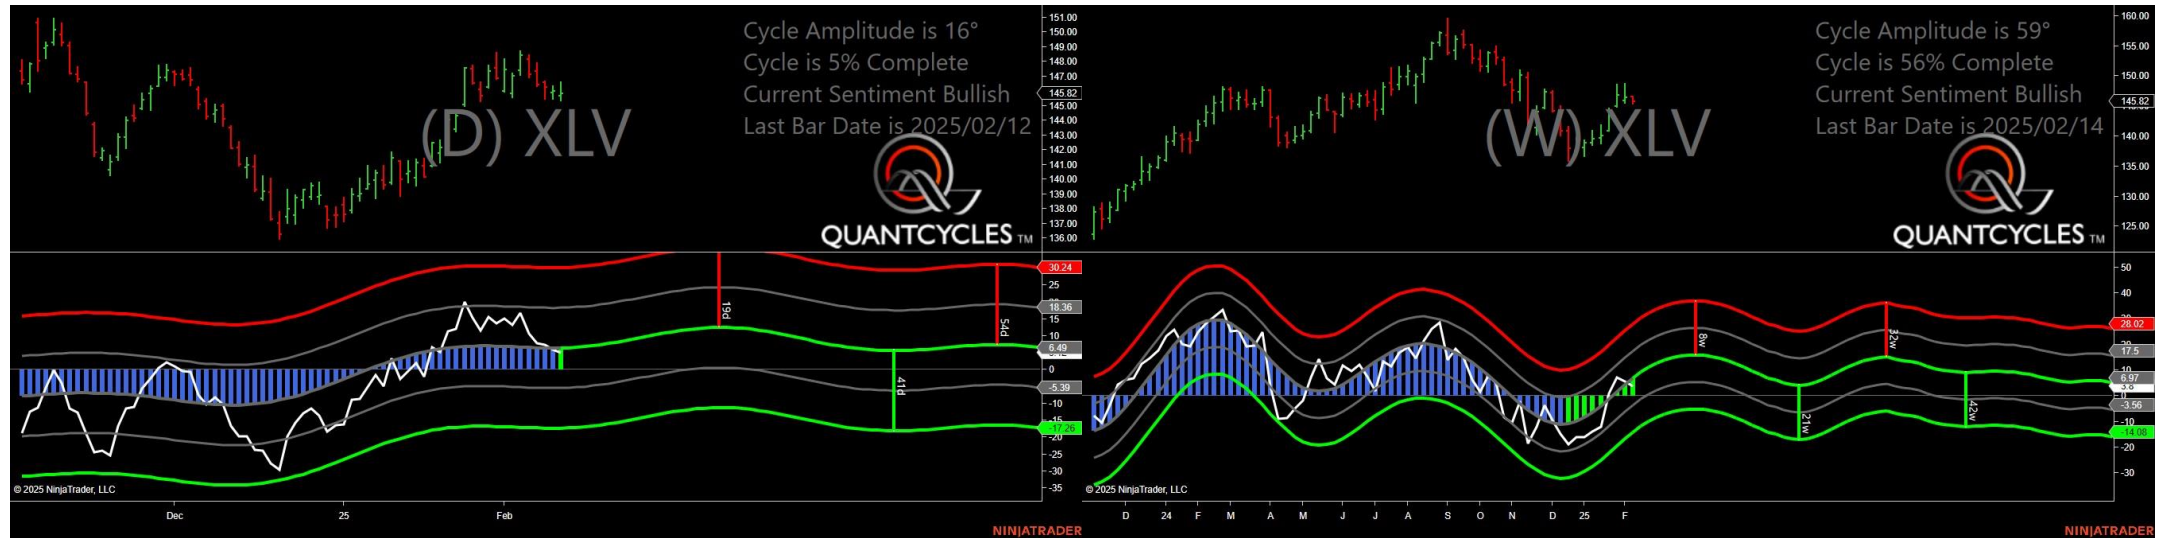 Cycle Amplitude is 16°
Cycle is 5% Complete
Current Sentiment Bullish
Last Bar Date is 2025/02/12
(D) XLV
QUANTCYCLES TM
151.00
150.00
149.00
148.00
147.00
145.82
145.00
144.00
143.00
142.00
141.00
140.00
139.00
138.00
137.00
136.00
30.24
25
18.36
15
10
6.49
0
-5.39
-10
-17.26
-20
-25
-30
-35
19d
41d
54d
© 2025 NinjaTrader, LLC
Dec
25
Feb
NINJATRADER
Cycle Amplitude is 59°
Cycle is 56% Complete
Current Sentiment Bullish
Last Bar Date is 2025/02/14
(W) XLV
QUANTCYCLES TM
160.00
155.00
150.00
145.82
140.00
135.00
130.00
125.00
50
40
28.02
17.5
10
6.97
0
-3.56
-10
-14.08
-20
-30
8w
21w
32w
42w
© 2025 NinjaTrader, LLC
D
24
F
M
A
M
J
J
A
S
O
N
D
25
F
NINJATRADER